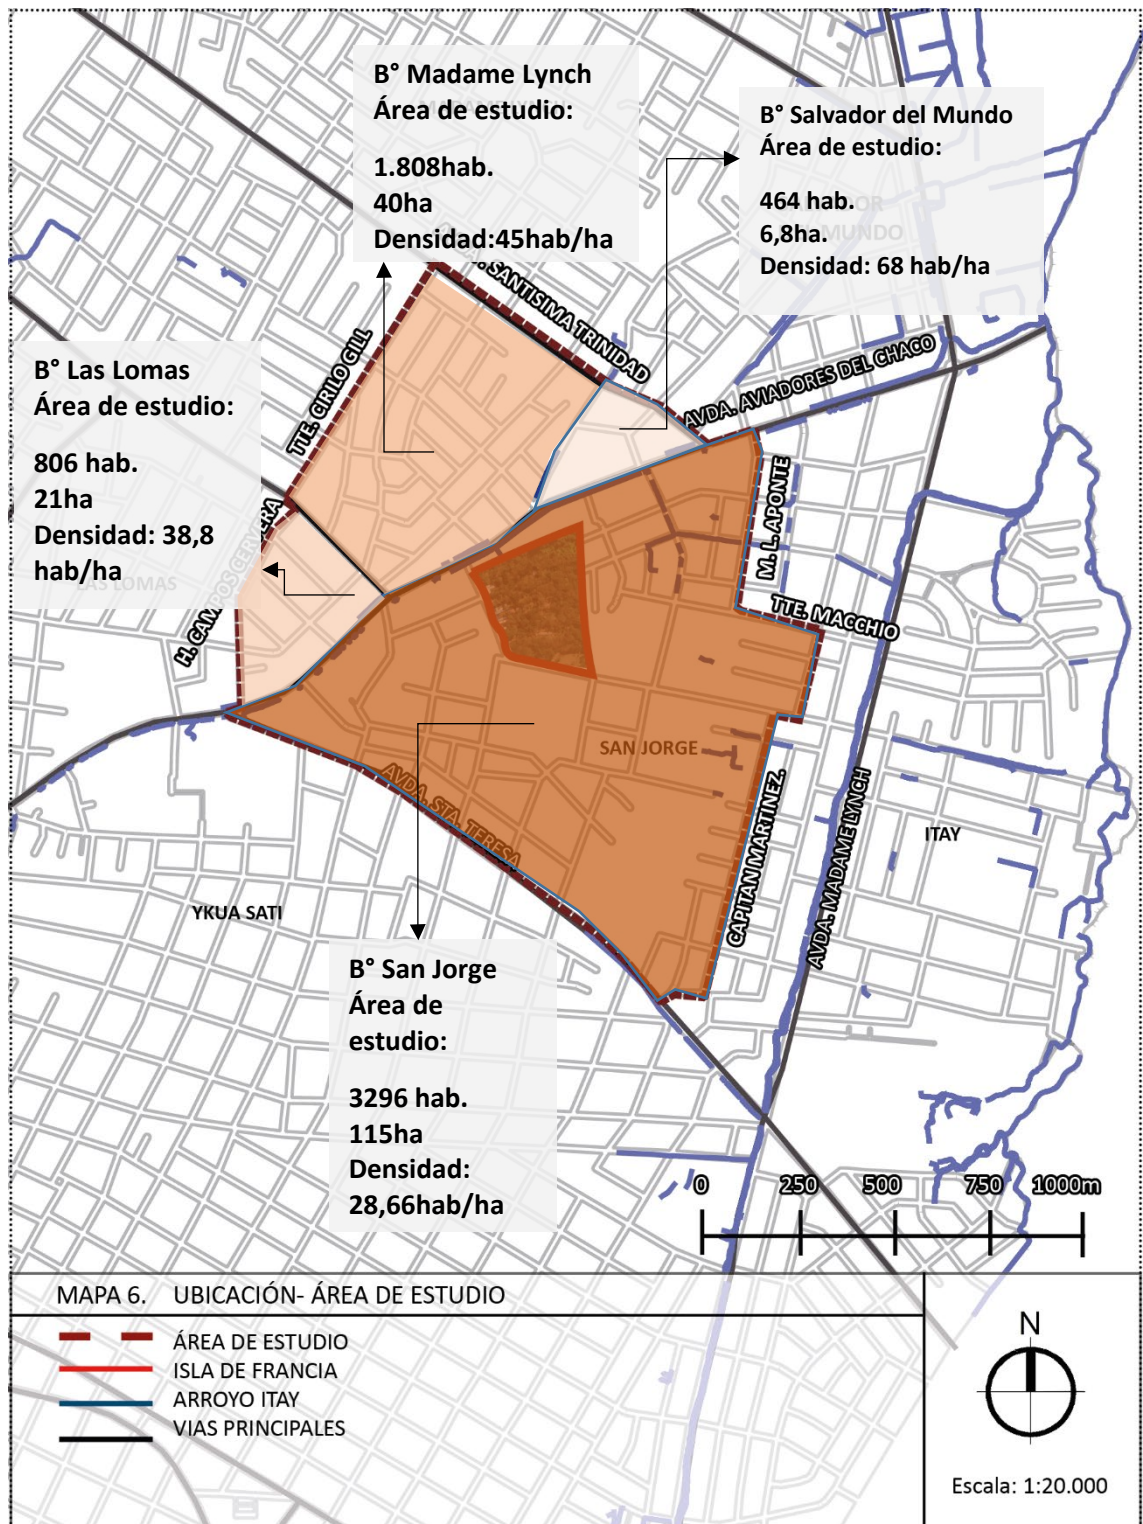 B° Madame Lynch
Área de estudio:
1.808hab.
40ha
Densidad:45hab/ha
B° Salvador del Mundo
Área de estudio:
464 hab.
6,8ha.
Densidad: 68 hab/ha
MUNDO
SANTISIMA TRINIDAD
AVDA. AVIADORES DEL CHACO
TTE. CIRILO GILL
B° Las Lomas
Área de estudio:
806 hab.
21ha
Densidad: 38,8
hab/ha
LAS LOMAS
H. CAMPOS CERVERA
M. L. APONTE
TTE. MACCHIO
SAN JORGE
AVDA. STA. TERESA
CAPITAN MARTINEZ.
AVDA. MADAME LYNCH
ITAY
YKUA SATI
B° San Jorge
Área de
estudio:
3296 hab.
115ha
Densidad:
28,66hab/ha
0 250 500 750 1000m
MAPA 6. UBICACIÓN- ÁREA DE ESTUDIO
ÁREA DE ESTUDIO
ISLA DE FRANCIA
ARROYO ITAY
VIAS PRINCIPALES
N
Escala: 1:20.000